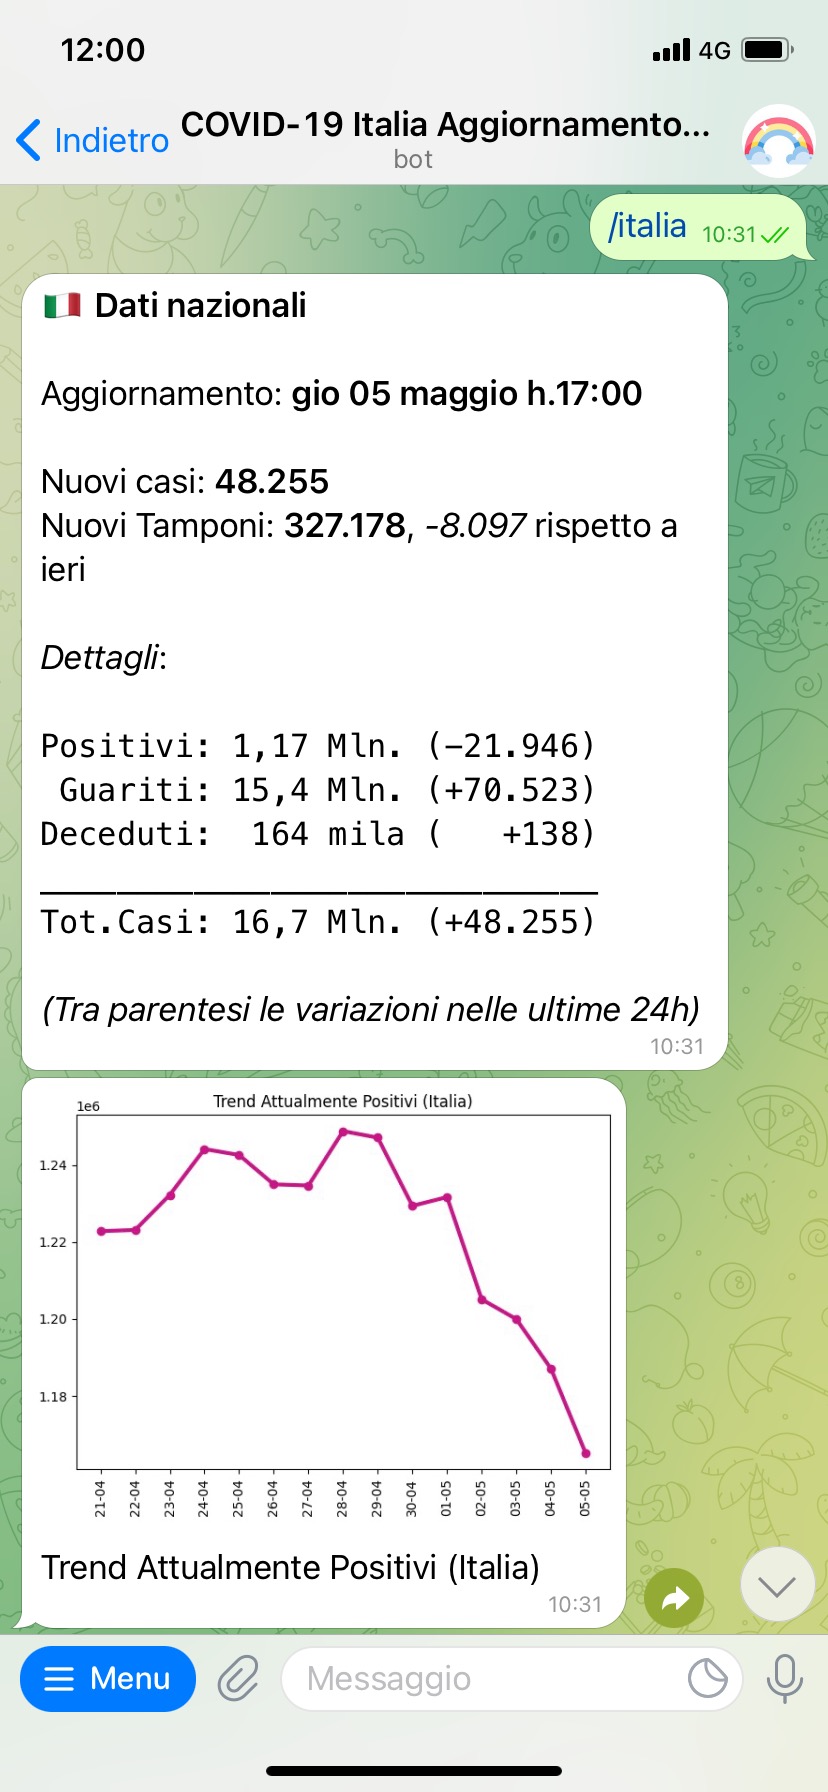 12:00
4G
Indietro
COVID-19 Italia Aggiornamento...
bot
/italia 10:31
Dati nazionali
Aggiornamento: gio 05 maggio h.17:00
Nuovi casi: 48.255
Nuovi Tamponi: 327.178, -8.097 rispetto a
ieri
Dettagli:
Positivi: 1,17 Mln. (−21.946)
Guariti: 15,4 Mln. (+70.523)
Deceduti: 164 mila ( +138)
Tot.Casi: 16,7 Mln. (+48.255)
(Tra parentesi le variazioni nelle ultime 24h)
10:31
Trend Attualmente Positivi (Italia)
1e6
1.24
1.22
1.20
1.18
21-04 22-04 23-04 24-04 25-04 26-04 27-04 28-04 29-04 30-04 01-05 02-05 03-05 04-05 05-05
Trend Attualmente Positivi (Italia)
10:31
Menu
Messaggio